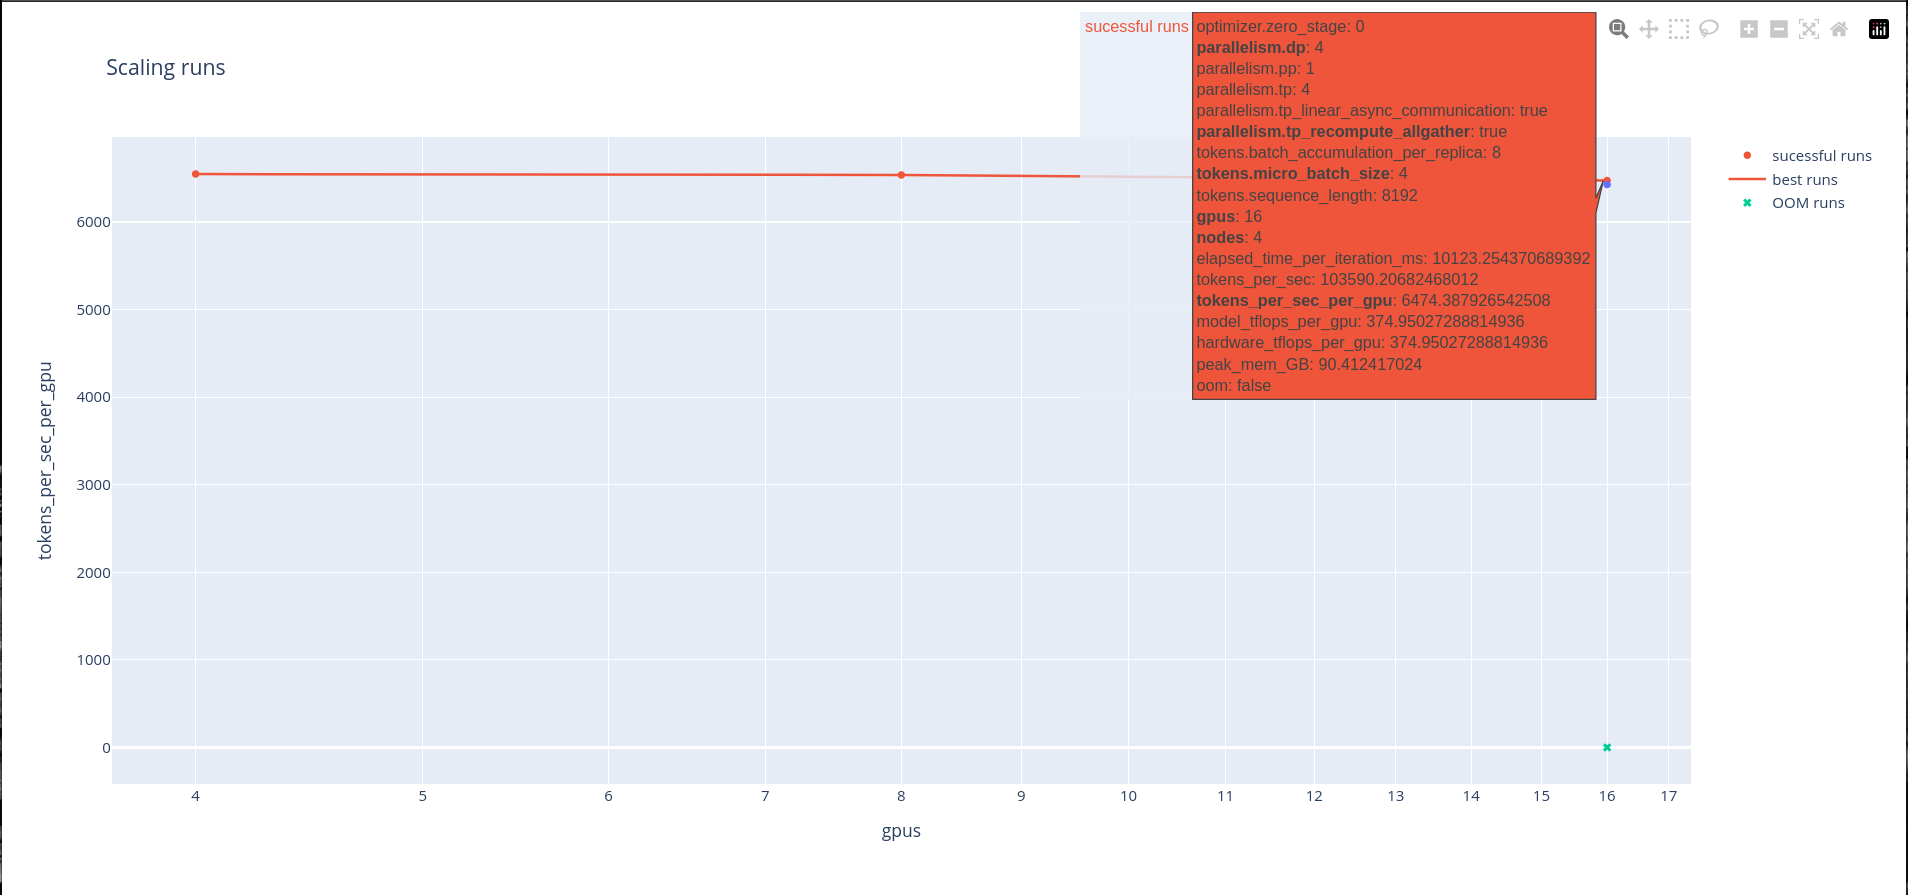 Scaling runs
sucessful runs
optimizer.zero_stage: 0
parallelism.dp: 4
parallelism.pp: 1
parallelism.tp: 4
parallelism.tp_linear_async_communication: true
parallelism.tp_recompute_allgather: true
tokens.batch_accumulation_per_replica: 8
tokens.micro_batch_size: 4
tokens.sequence_length: 8192
gpus: 16
nodes: 4
elapsed_time_per_iteration_ms: 10123.254370689392
tokens_per_sec: 103590.20682468012
tokens_per_sec_per_gpu: 6474.387926542508
model_tflops_per_gpu: 374.95027288814936
hardware_tflops_per_gpu: 374.95027288814936
peak_mem_GB: 90.412417024
oom: false
sucessful runs
best runs
OOM runs
tokens_per_sec_per_gpu
6000
5000
4000
3000
2000
1000
0
4 5 6 7 8 9 10 11 12 13 14 15 16 17
gpus